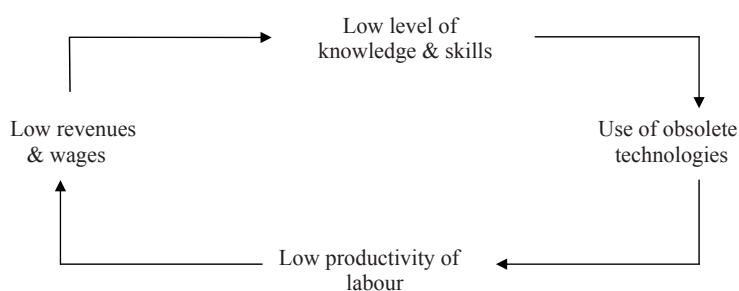 Low level of
knowledge & skills
Low revenues
& wages
Use of obsolete
technologies
Low productivity of
labour